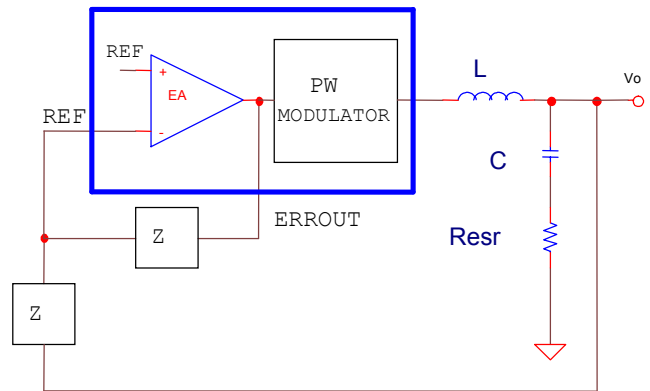 REF
+
EA
-
PW
MODULATOR
L
Vo
REF
C
ERROUT
Resr
Z
Z